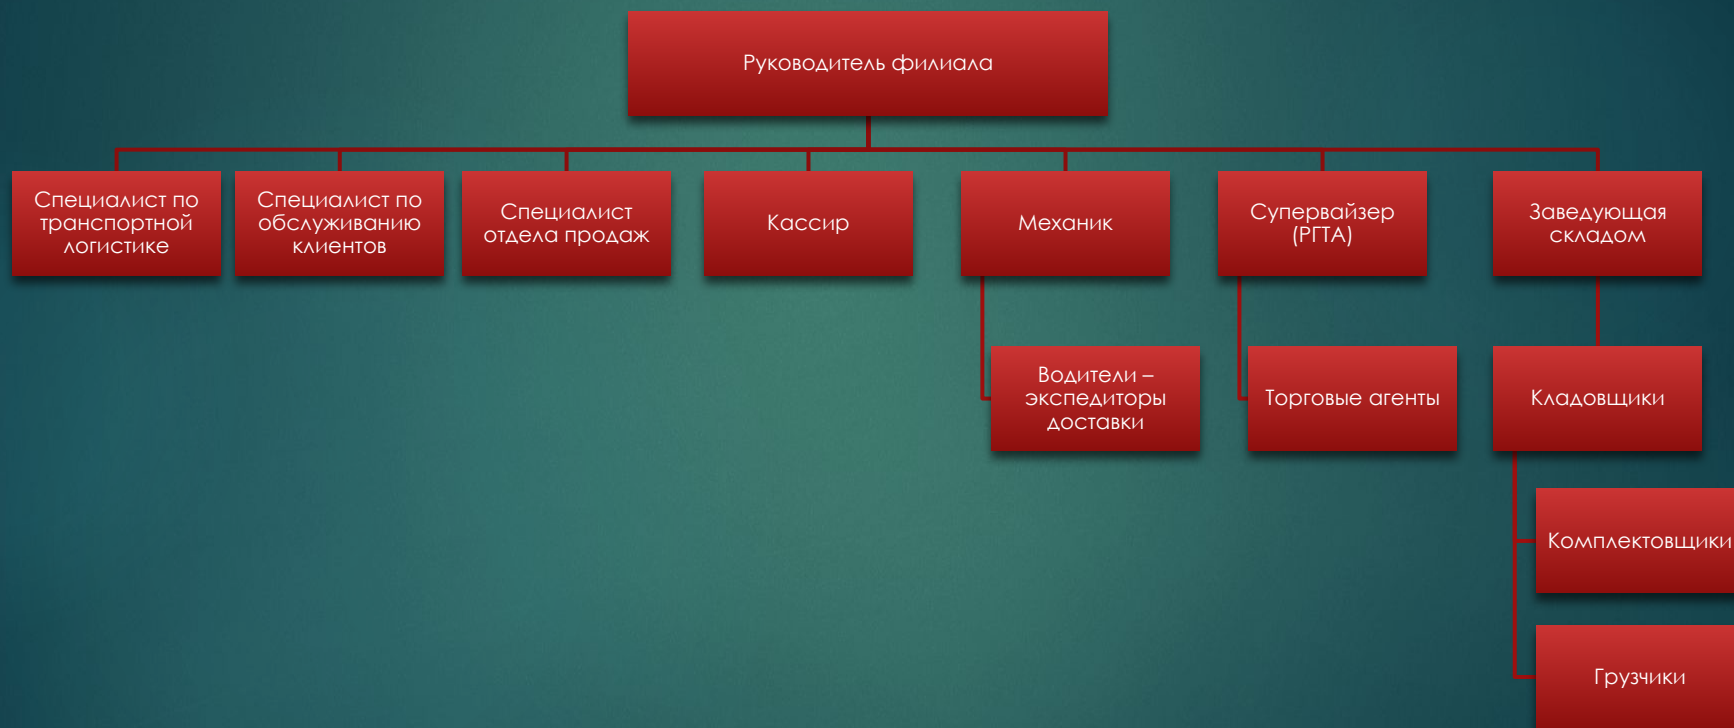 Руководитель филиала
Специалист по
транспортной
логистике
Специалист по
обслуживанию
клиентов
Специалист
отдела продаж
Кассир
Механик
Супервайзер
(РГТА)
Заведующая
складом
Водители –
экспедиторы
доставки
Торговые агенты
Кладовщики
Комплектовщики
Грузчики